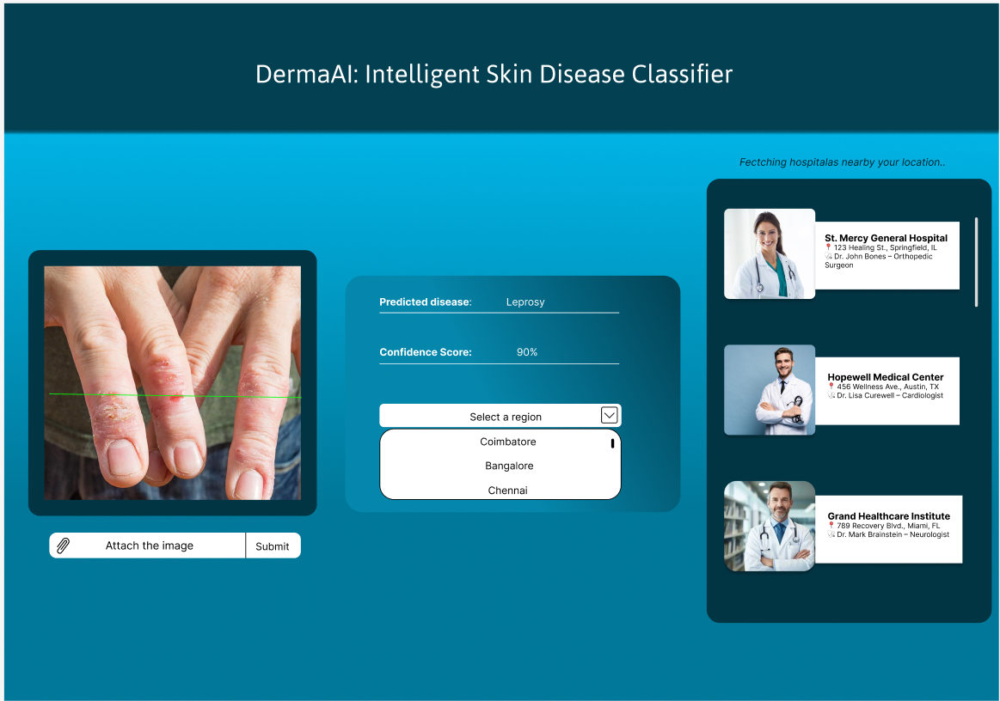 DermaAI: Intelligent Skin Disease Classifier
Fectching hospitalas nearby your location..
Predicted disease: Leprosy
Confidence Score: 90%
Select a region
Coimbatore
Bangalore
Chennai
Attach the image
Submit
St. Mercy General Hospital
📍 123 Healing St., Springfield, IL
🩺 Dr. John Bones – Orthopedic
Surgeon
Hopewell Medical Center
📍 456 Wellness Ave., Austin, TX
🩺 Dr. Lisa Curewell – Cardiologist
Grand Healthcare Institute
📍 789 Recovery Blvd., Miami, FL
🩺 Dr. Mark Brainstein – Neurologist